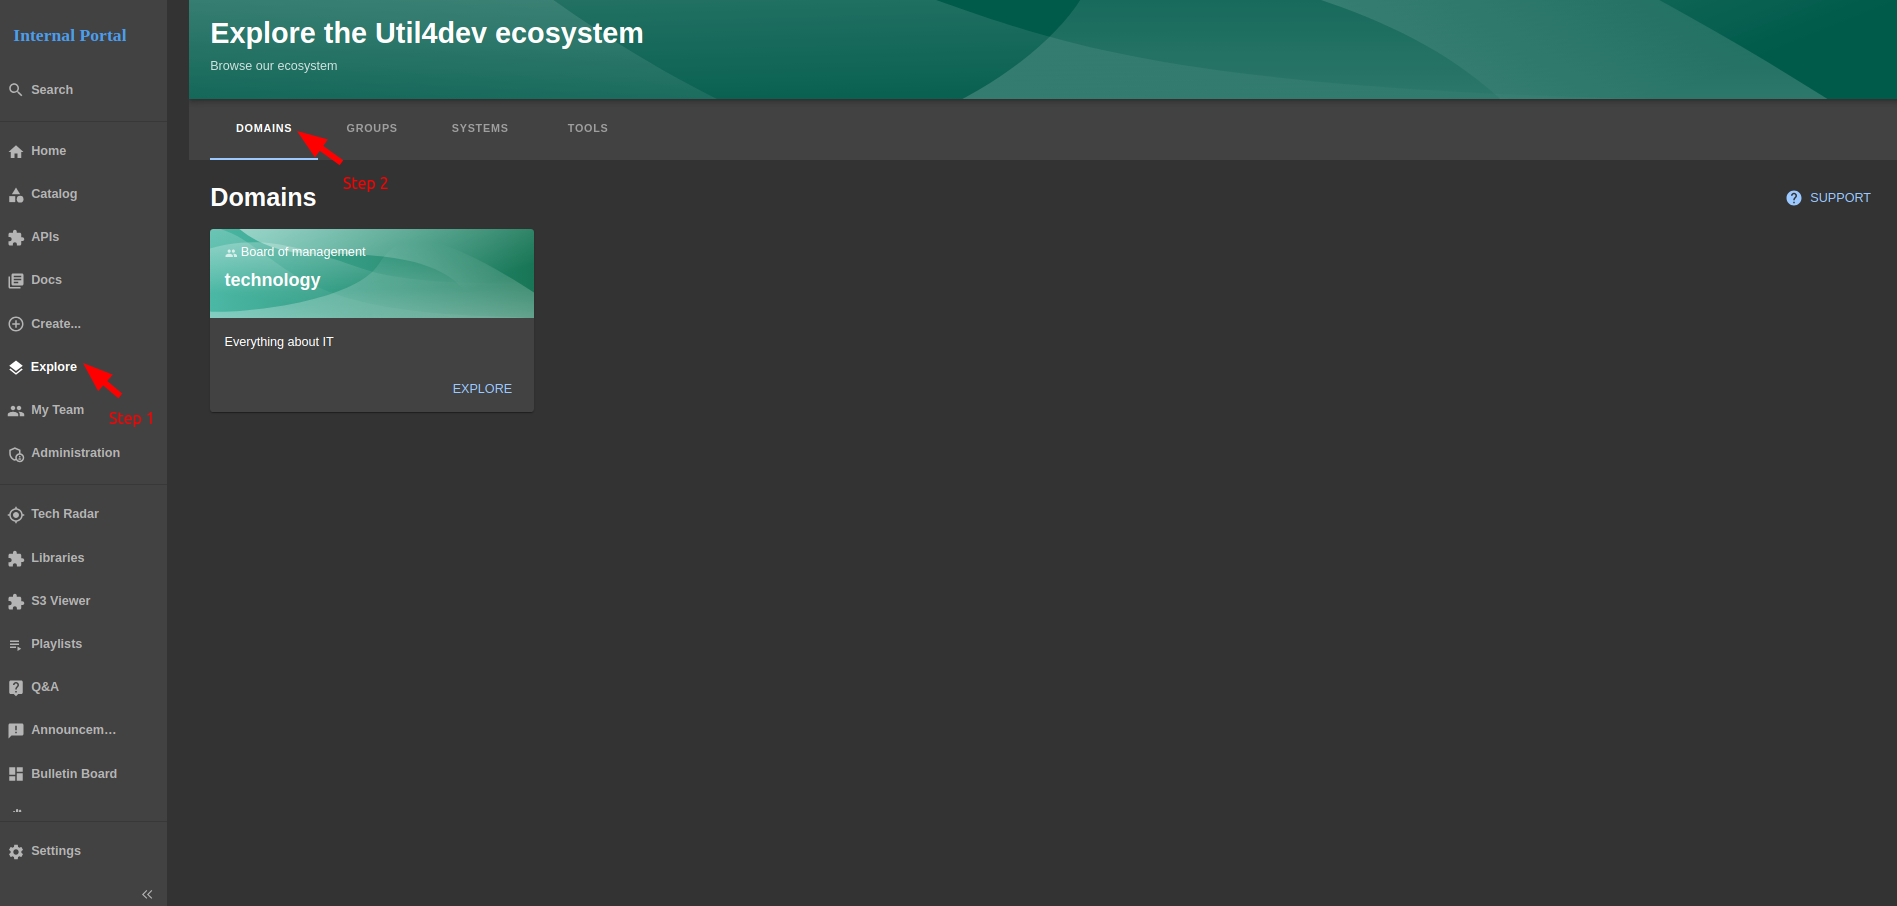 Internal Portal
Search
Home
Catalog
APIs
Docs
Create...
Explore
Step 1
My Team
Administration
Tech Radar
Libraries
S3 Viewer
Playlists
Q&A
Announcem…
Bulletin Board
Settings
Explore the Util4dev ecosystem
Browse our ecosystem
DOMAINS GROUPS SYSTEMS TOOLS
Step 2
Domains
SUPPORT
Board of management
technology
Everything about IT
EXPLORE